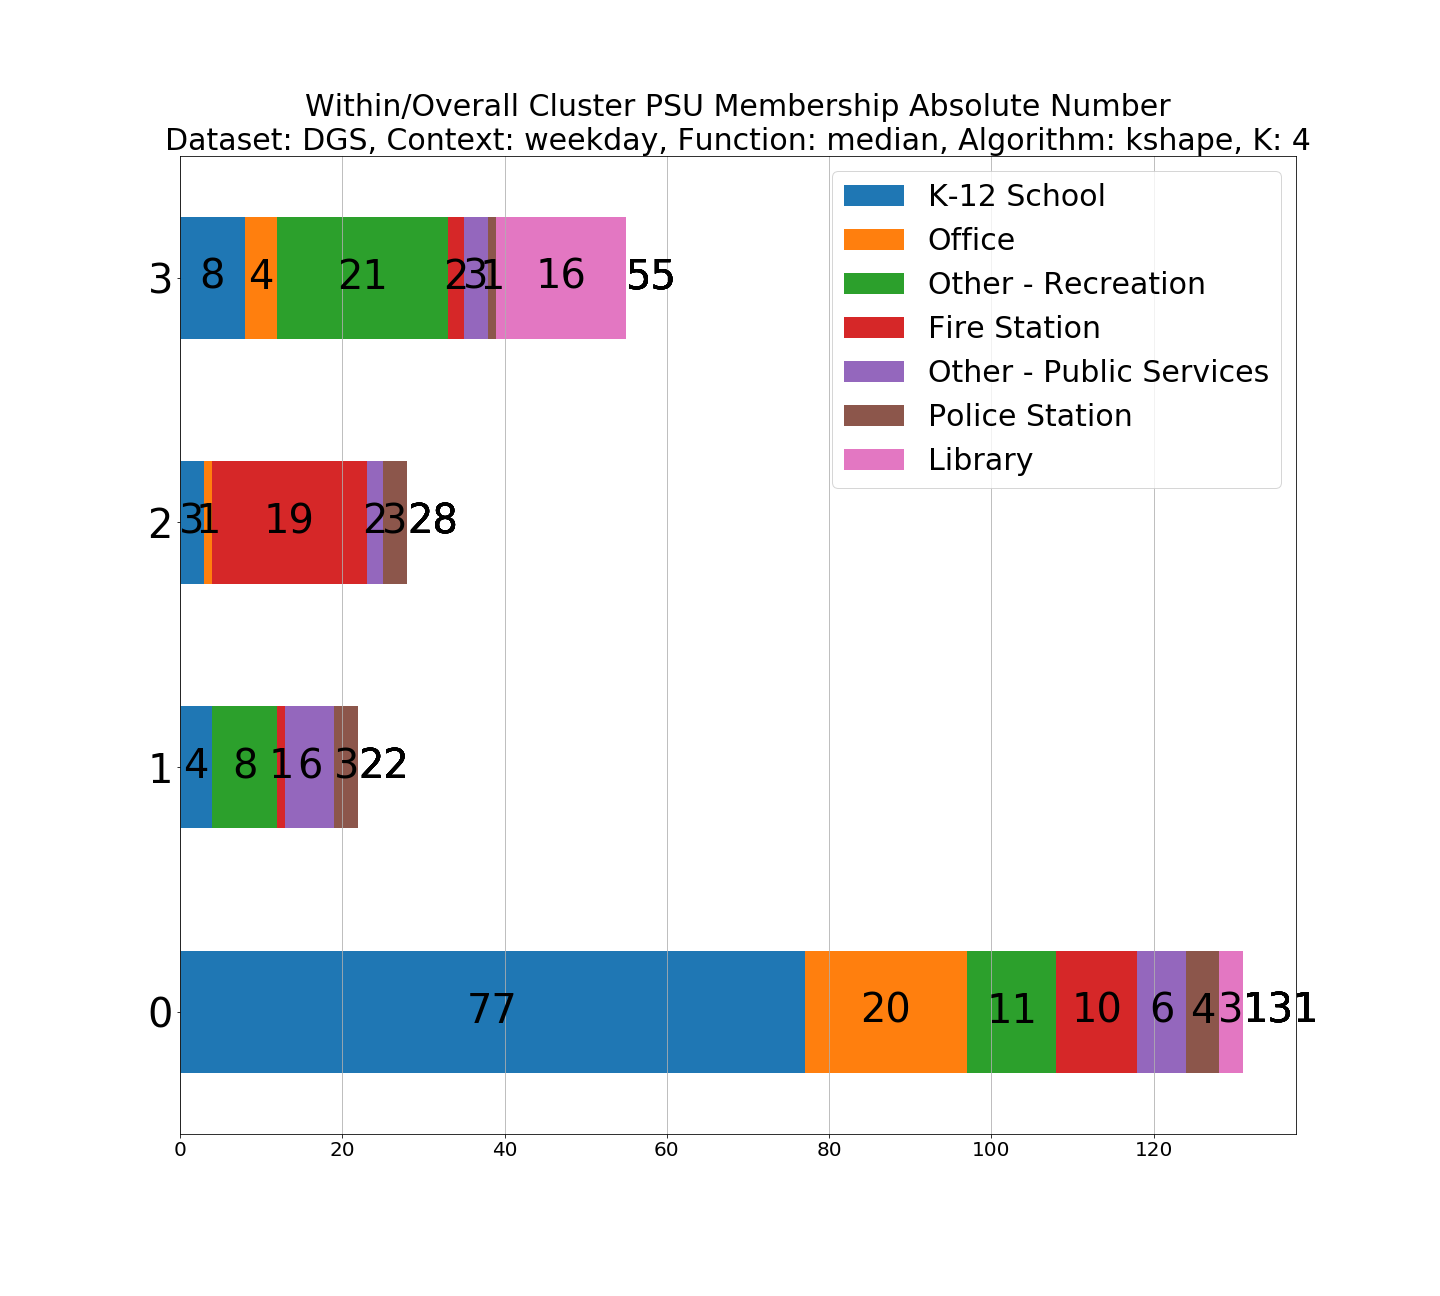 Within/Overall Cluster PSU Membership Absolute Number
Dataset: DGS, Context: weekday, Function: median, Algorithm: kshape, K: 4
K-12 School
Office
Other - Recreation
Fire Station
Other - Public Services
Police Station
Library
3 8 4 21 2 3 1 16 55
2 3 1 19 2 3 28
1 4 8 1 6 3 22
0 77 20 11 10 6 4 3 131
0 20 40 60 80 100 120